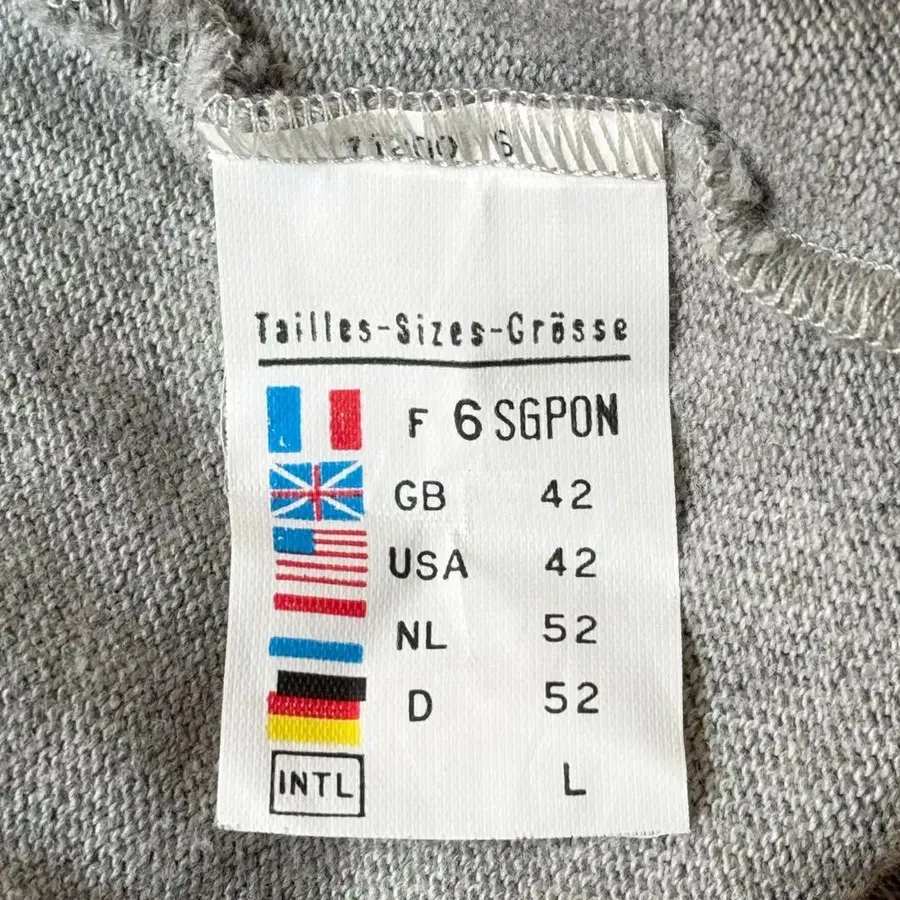 Tailles-Sizes-Grösse
F 6 SGPON
GB 42
USA 42
NL 52
D 52
INTL L